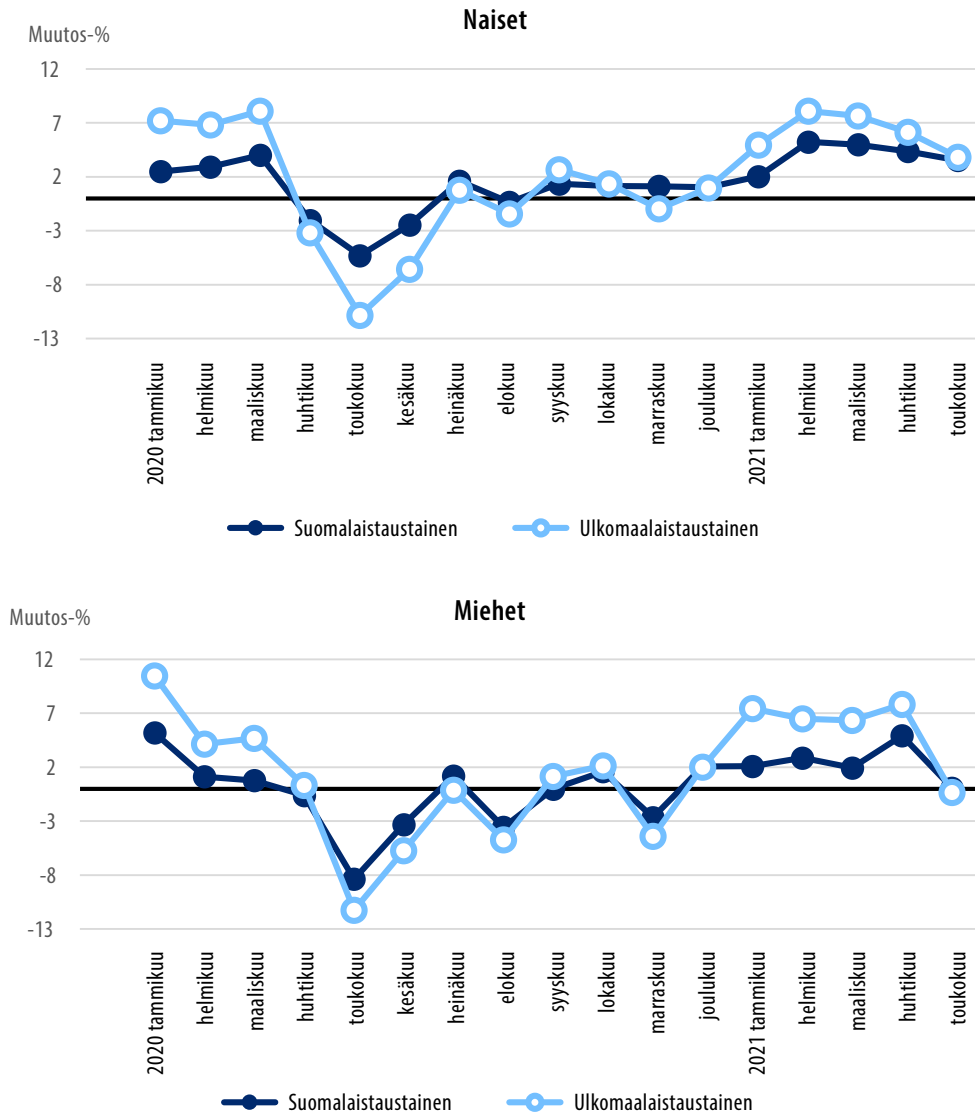 Naiset
Muutos-%
12
7
2
-3
-8
-13
2020 tammikuu
helmikuu
maaliskuu
huhtikuu
toukokuu
kesäkuu
heinäkuu
elokuu
syyskuu
lokakuu
marraskuu
joulukuu
2021 tammikuu
helmikuu
maaliskuu
huhtikuu
toukokuu
Suomalaistaustainen Ulkomaalaistaustainen
Miehet
Muutos-%
12
7
2
-3
-8
-13
2020 tammikuu
helmikuu
maaliskuu
huhtikuu
toukokuu
kesäkuu
heinäkuu
elokuu
syyskuu
lokakuu
marraskuu
joulukuu
2021 tammikuu
helmikuu
maaliskuu
huhtikuu
toukokuu
Suomalaistaustainen Ulkomaalaistaustainen